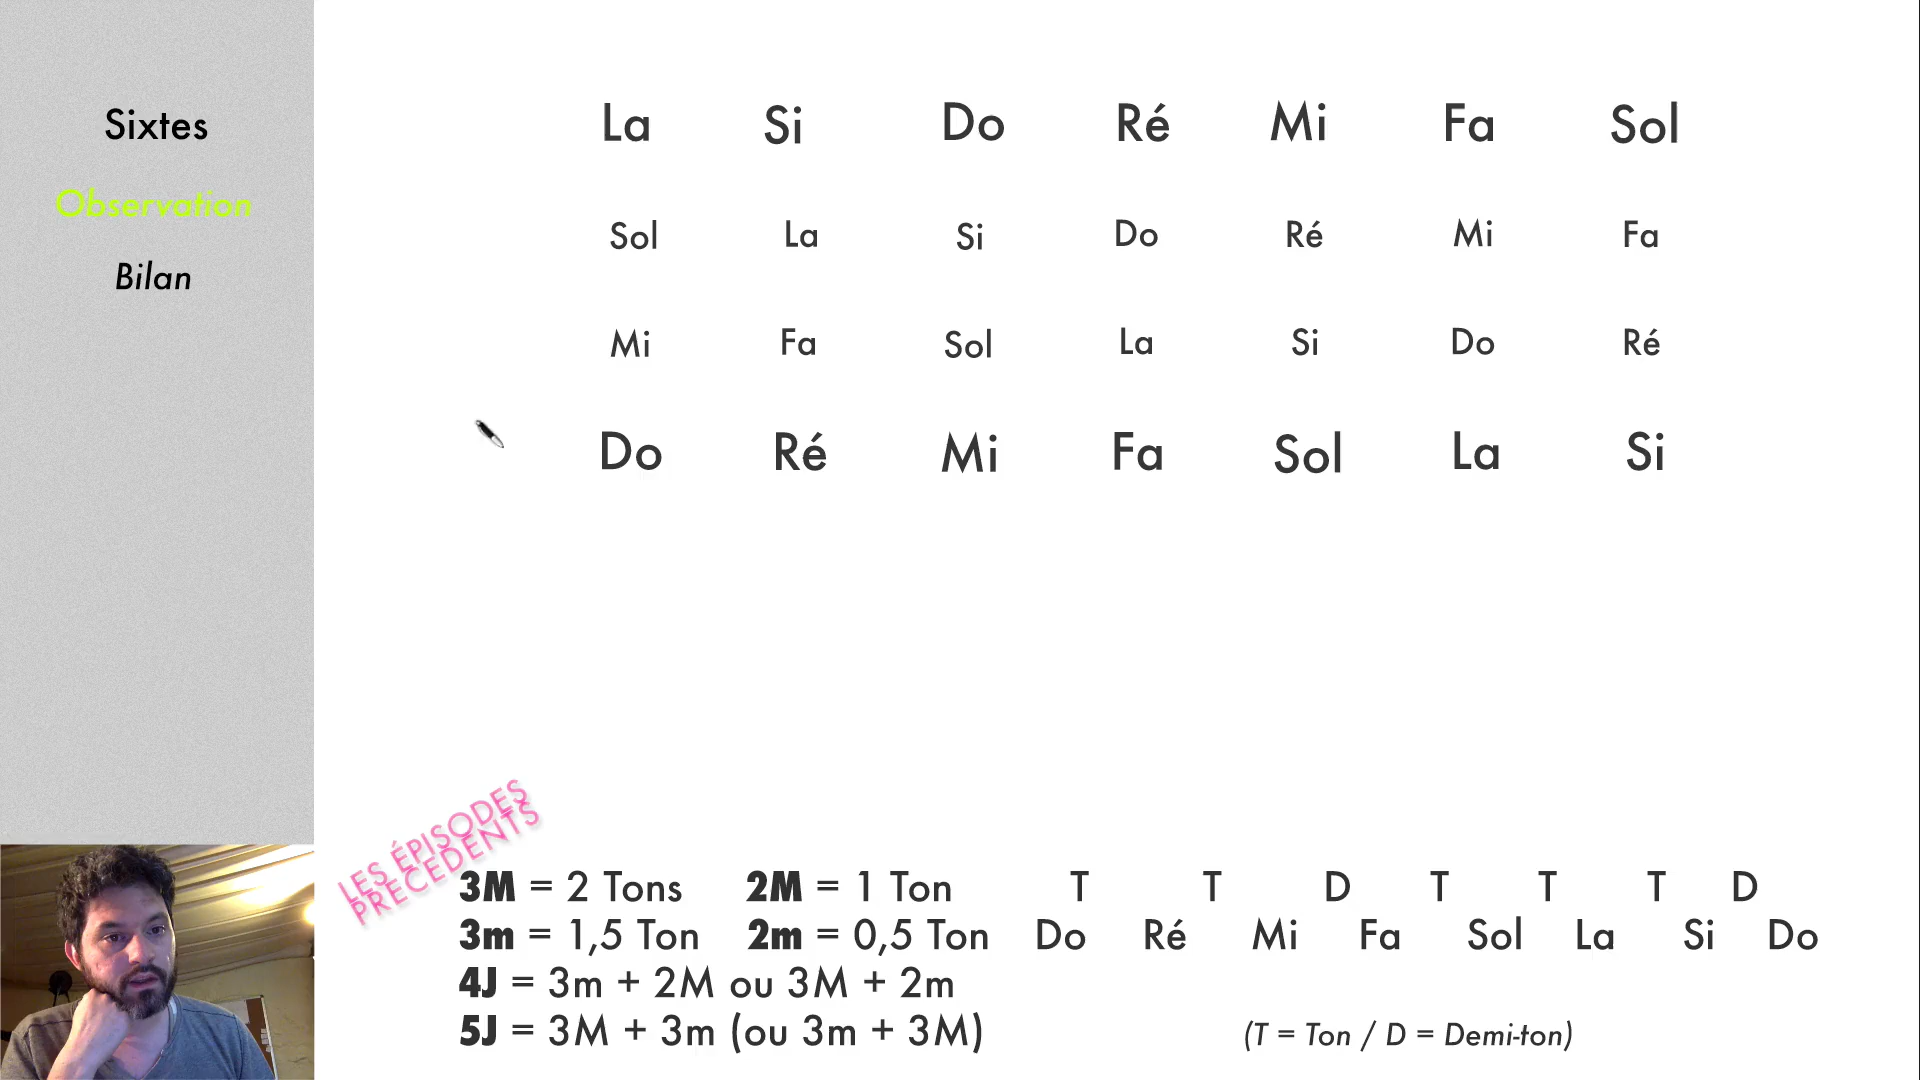 Sixtes
Observation
Bilan
La Si Do Ré Mi Fa Sol
Sol La Si Do Ré Mi Fa
Mi Fa Sol La Si Do Ré
Do Ré Mi Fa Sol La Si
LES ÉPISODES
PRECEDENTS
3M = 2 Tons 2M = 1 Ton T T D T T T D
3m = 1,5 Ton 2m = 0,5 Ton Do Ré Mi Fa Sol La Si Do
4J = 3m + 2M ou 3M + 2m
5J = 3M + 3m (ou 3m + 3M) (T = Ton / D = Demi-ton)